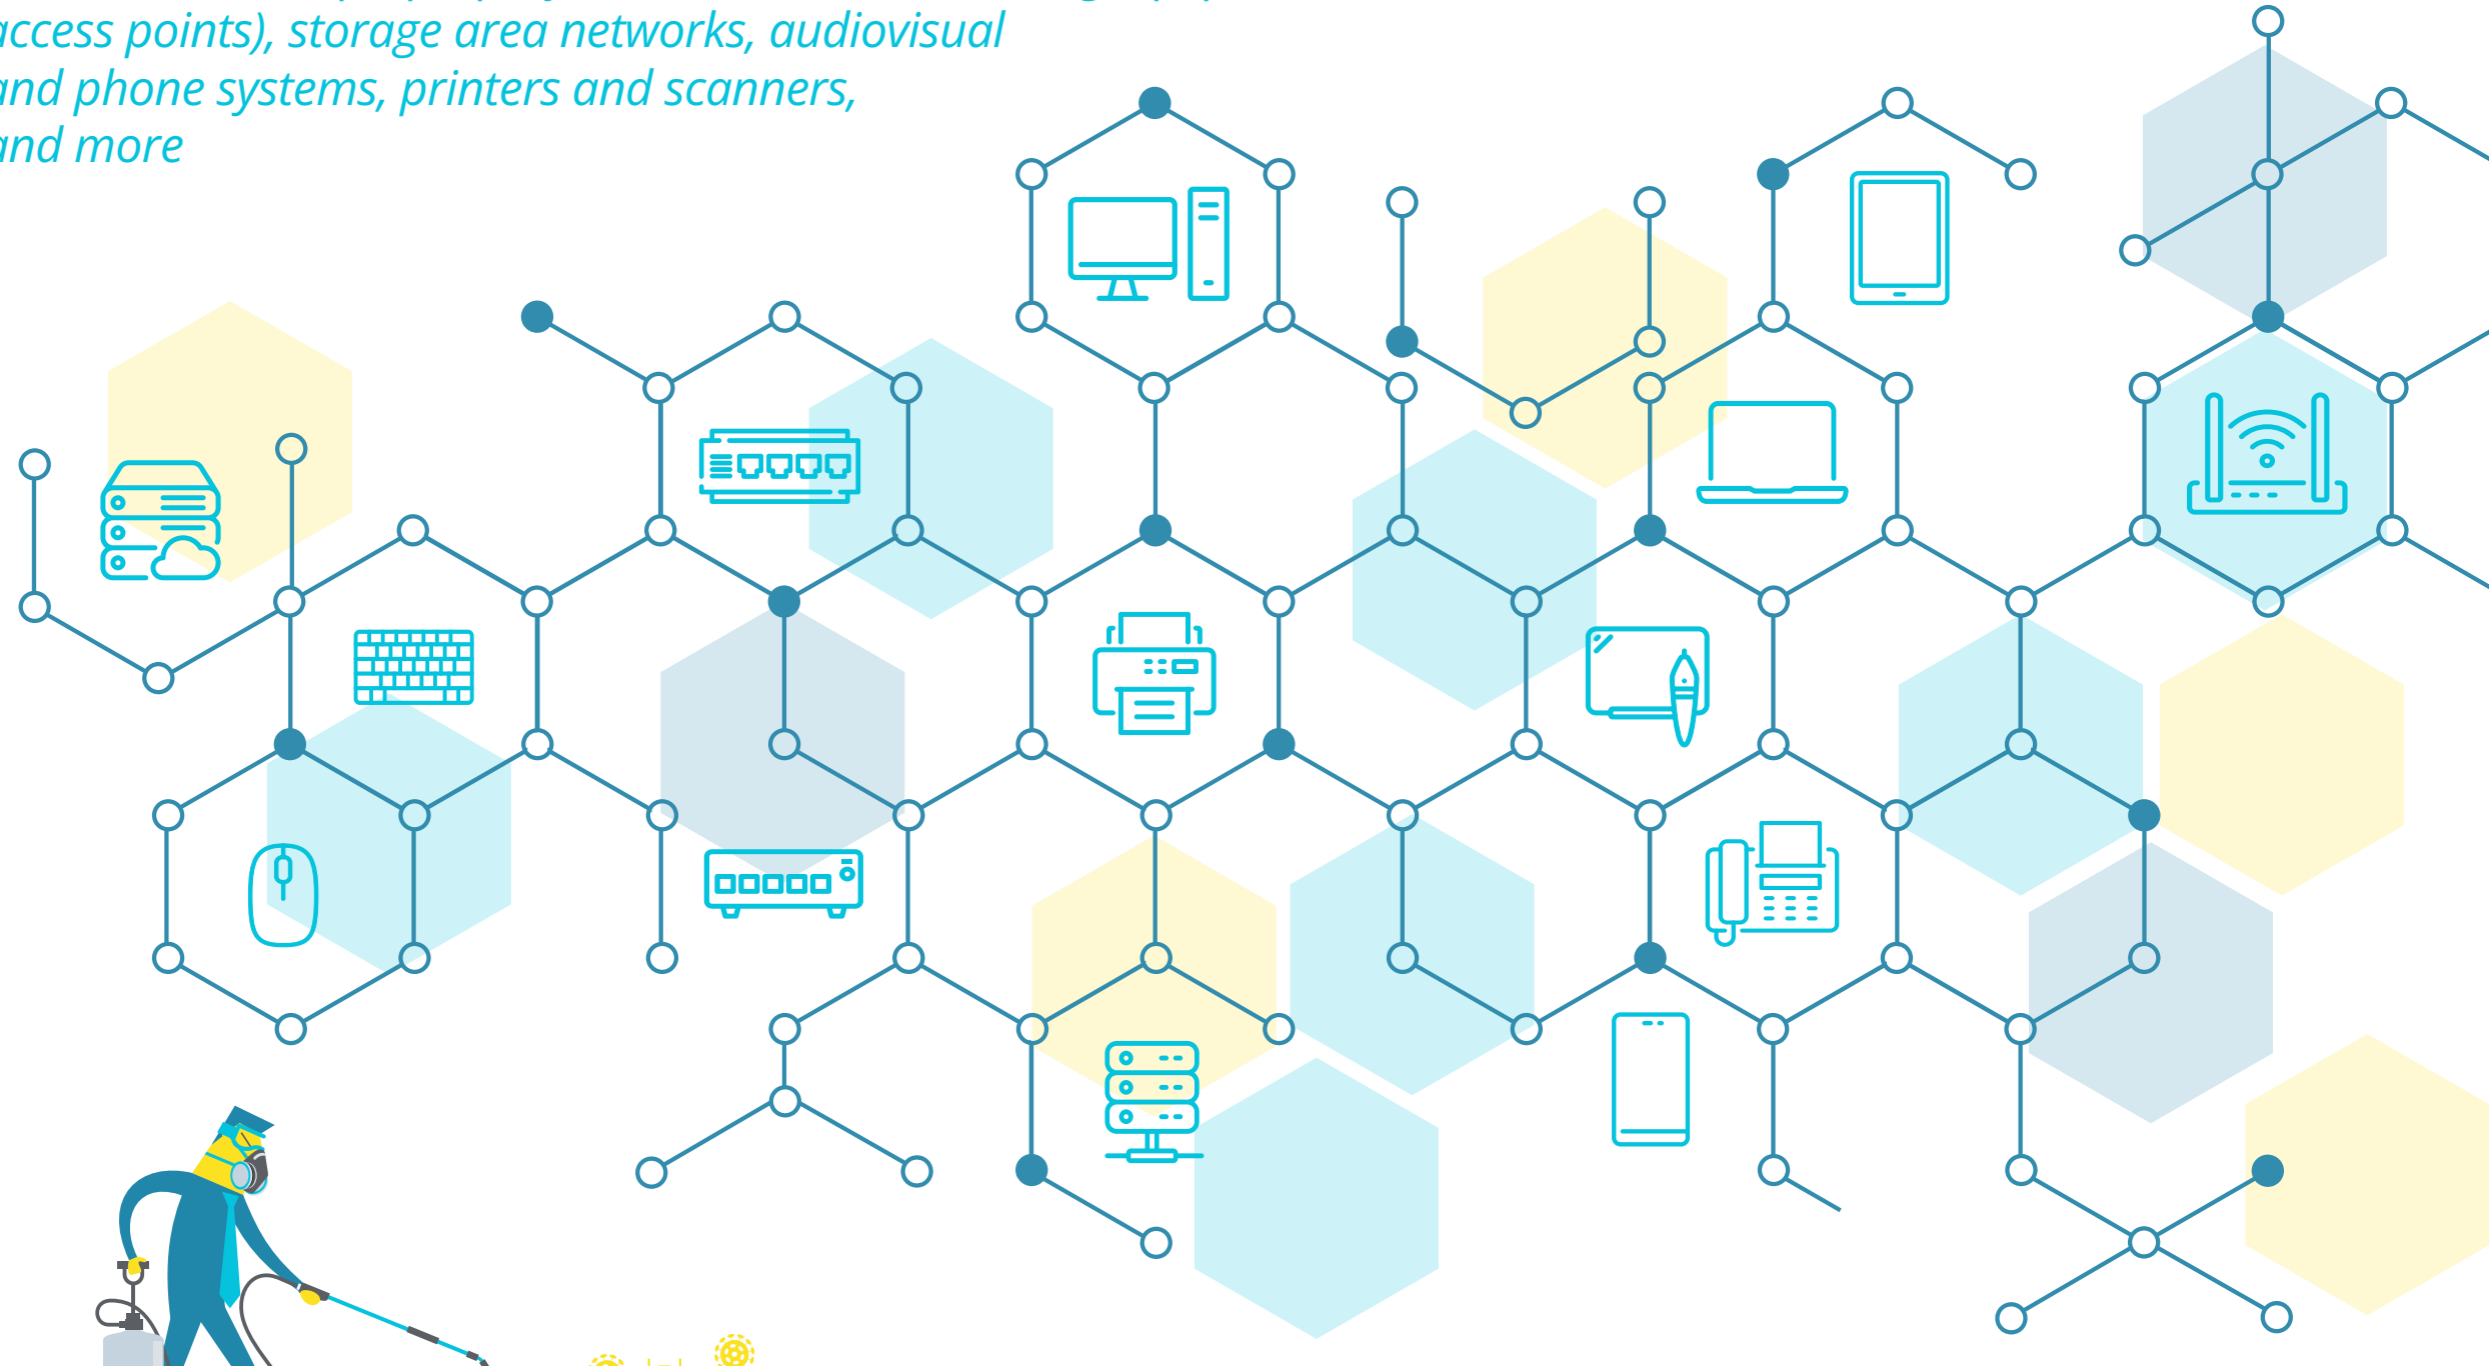 access points), storage area networks, audiovisual
and phone systems, printers and scanners,
and more